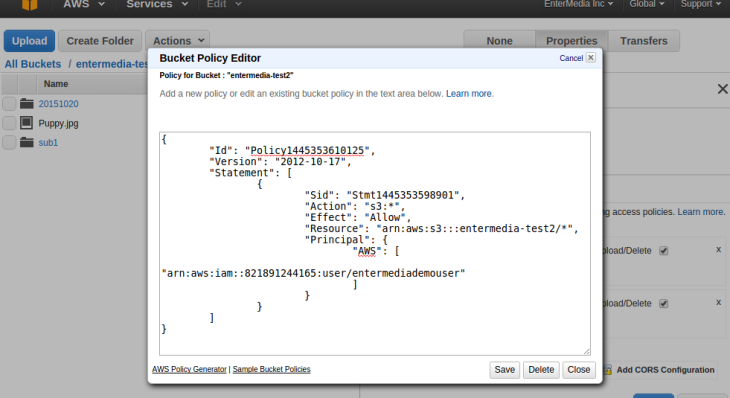 AWS Services Edit EnterMedia Inc Global Support
Upload Create Folder Actions None Properties Transfers
All Buckets / entermedia-tes
Name
20151020
Puppy.jpg
sub1
Bucket Policy Editor Cancel
Policy for Bucket : "entermedia-test2"
Add a new policy or edit an existing bucket policy in the text area below. Learn more.
{
"Id": "Policy1445353610125",
"Version": "2012-10-17",
"Statement": [
{
"Sid": "Stmt1445353598901",
"Action": "s3:*",
"Effect": "Allow",
"Resource": "arn:aws:s3:::entermedia-test2/*",
"Principal": {
"AWS": [
"arn:aws:iam::821891244165:user/entermediademouser"
]
}
}
]
}
AWS Policy Generator | Sample Bucket Policies Save Delete Close
ng access policies. Learn more.
pload/Delete x
pload/Delete x
Add CORS Configuration